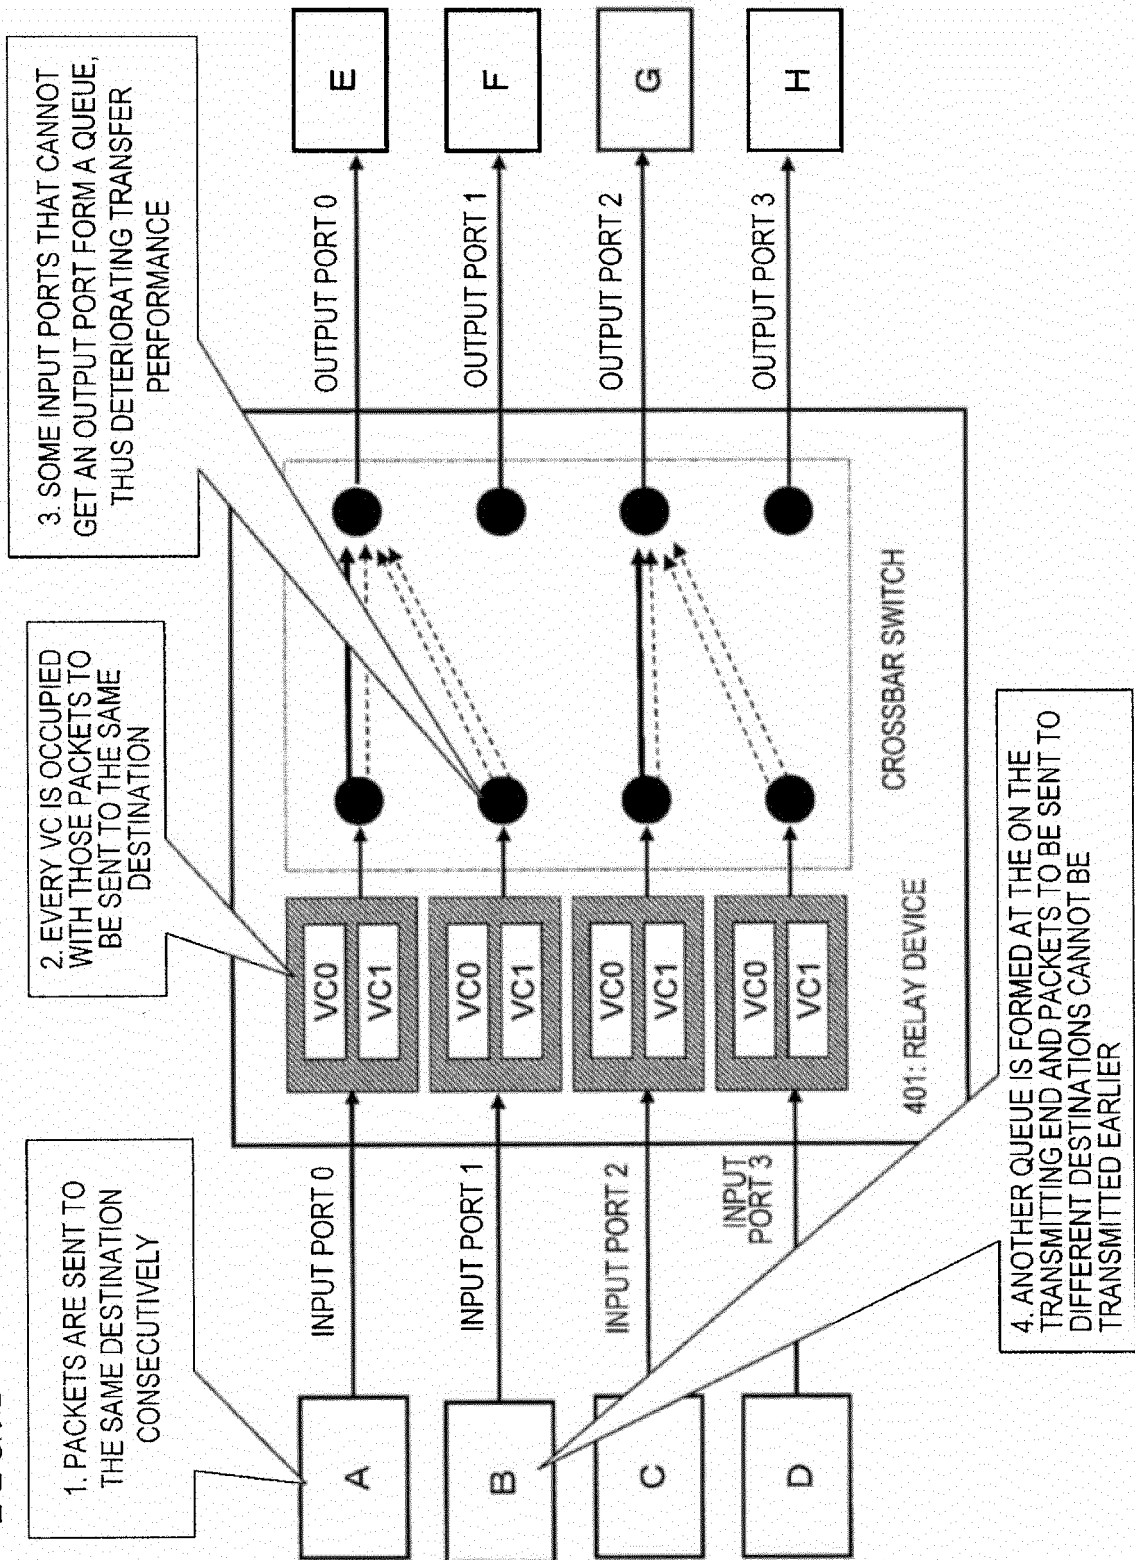 1. PACKETS ARE SENT TO
THE SAME DESTINATION
CONSECUTIVELY
2. EVERY VC IS OCCUPIED
WITH THOSE PACKETS TO
BE SENT TO THE SAME
DESTINATION
3. SOME INPUT PORTS THAT CANNOT
GET AN OUTPUT PORT FORM A QUEUE,
THUS DETERIORATING TRANSFER
PERFORMANCE
A
INPUT PORT 0
VC0
VC1
OUTPUT PORT 0
E
B
INPUT PORT 1
VC0
VC1
OUTPUT PORT 1
F
C
INPUT PORT 2
VC0
VC1
OUTPUT PORT 2
G
D
INPUT
PORT 3
VC0
VC1
OUTPUT PORT 3
H
401: RELAY DEVICE
CROSSBAR SWITCH
4. ANOTHER QUEUE IS FORMED AT THE ON THE
TRANSMITTING END AND PACKETS TO BE SENT TO
DIFFERENT DESTINATIONS CANNOT BE
TRANSMITTED EARLIER